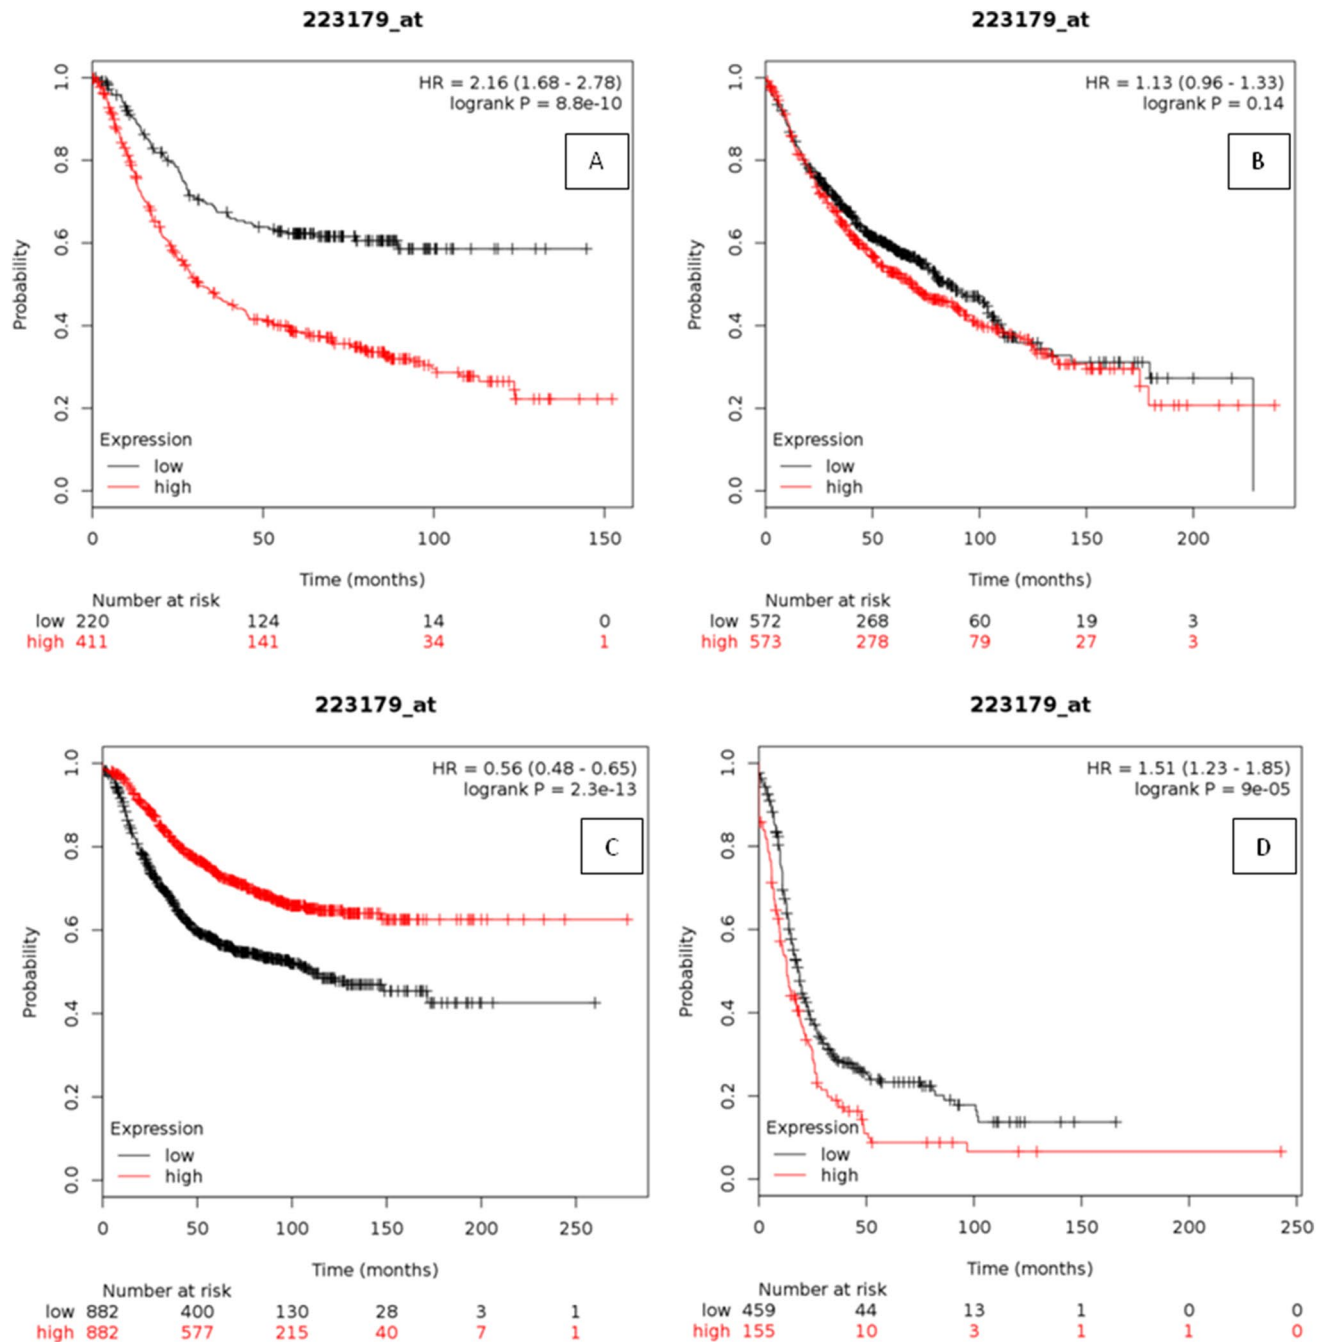 223179_at
HR = 2.16 (1.68 - 2.78)
logrank P = 8.8e-10
A
Probability
0.0 0.2 0.4 0.6 0.8 1.0
Expression
low
high
0 50 100 150
Time (months)
Number at risk
low 220 124 14 0
high 411 141 34 1
223179_at
HR = 1.13 (0.96 - 1.33)
logrank P = 0.14
B
Probability
0.0 0.2 0.4 0.6 0.8 1.0
Expression
low
high
0 50 100 150 200
Time (months)
Number at risk
low 572 268 60 19 3
high 573 278 79 27 3
223179_at
HR = 0.56 (0.48 - 0.65)
logrank P = 2.3e-13
C
Probability
0.0 0.2 0.4 0.6 0.8 1.0
Expression
low
high
0 50 100 150 200 250
Time (months)
Number at risk
low 882 400 130 28 3 1
high 882 577 215 40 7 1
223179_at
HR = 1.51 (1.23 - 1.85)
logrank P = 9e-05
D
Probability
0.0 0.2 0.4 0.6 0.8 1.0
Expression
low
high
0 50 100 150 200 250
Time (months)
Number at risk
low 459 44 13 1 0 0
high 155 10 3 1 1 0